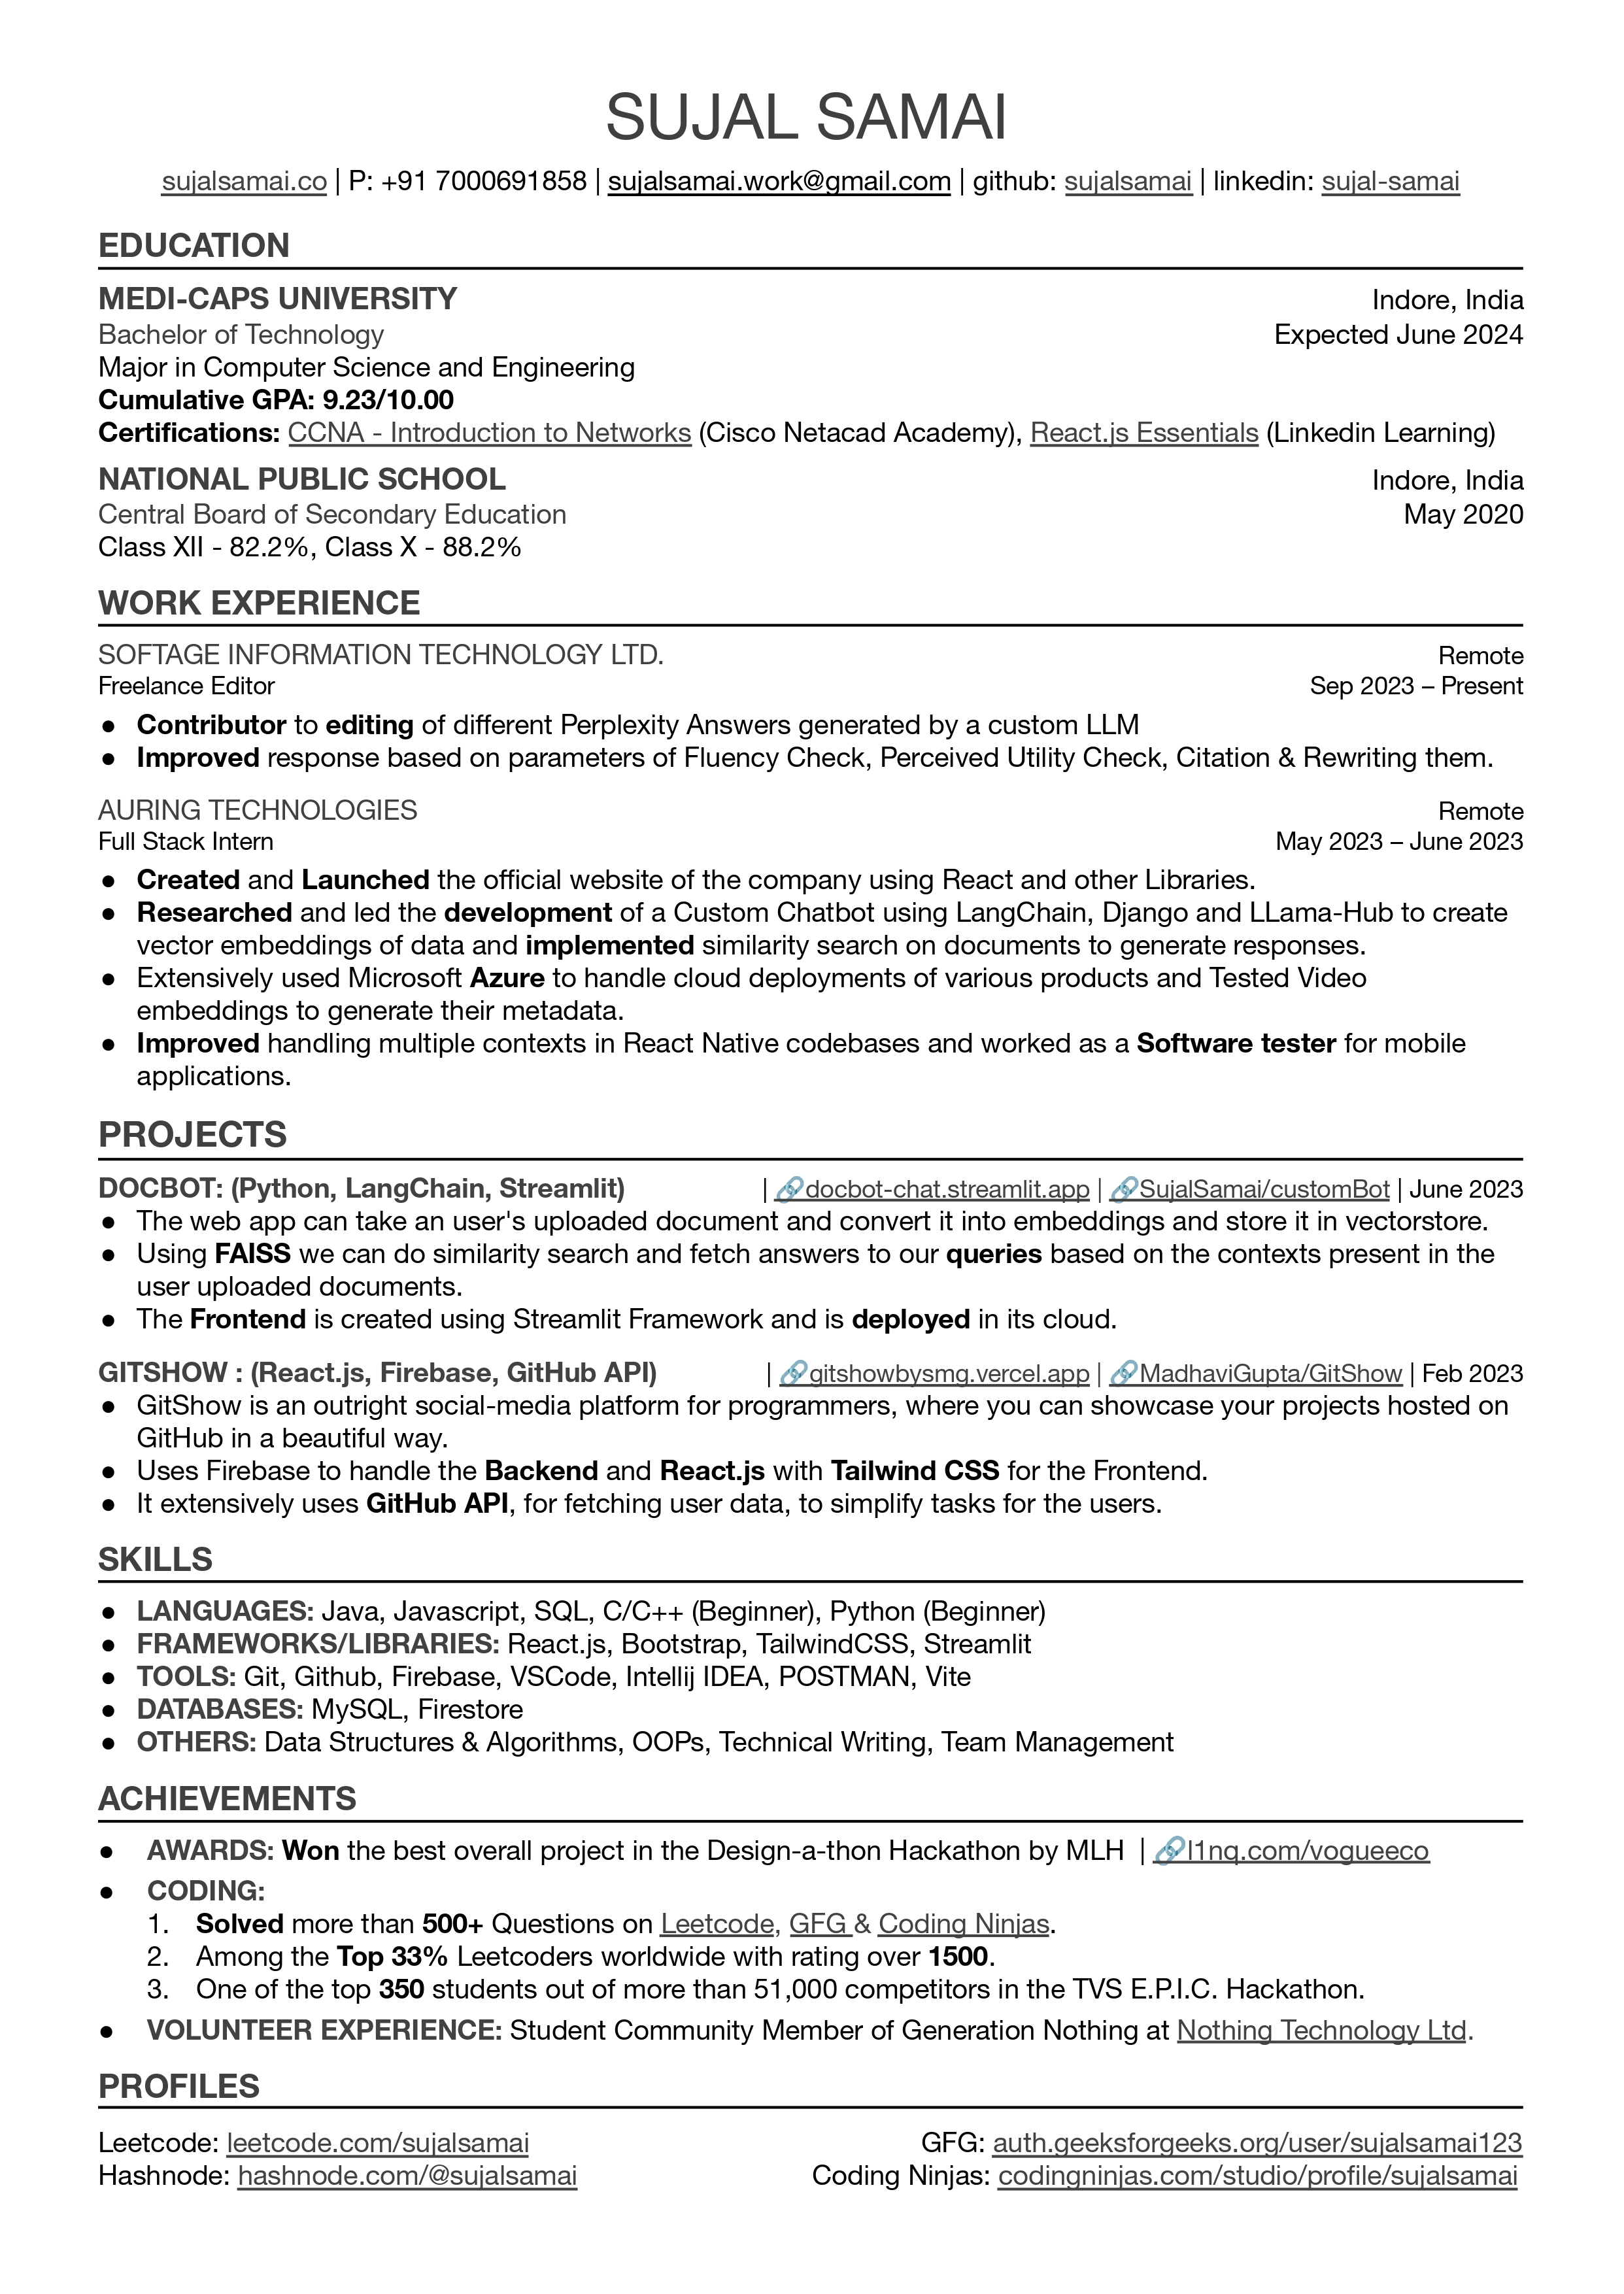 SUJAL SAMAI
sujalsamai.co | P: +91 7000691858 | sujalsamai.work@gmail.com | github: sujalsamai | linkedin: sujal-samai
EDUCATION
MEDI-CAPS UNIVERSITY Indore, India
Bachelor of Technology Expected June 2024
Major in Computer Science and Engineering
Cumulative GPA: 9.23/10.00
Certifications: CCNA - Introduction to Networks (Cisco Netacad Academy), React.js Essentials (Linkedin Learning)
NATIONAL PUBLIC SCHOOL Indore, India
Central Board of Secondary Education May 2020
Class XII - 82.2%, Class X - 88.2%
WORK EXPERIENCE
SOFTAGE INFORMATION TECHNOLOGY LTD. Remote
Freelance Editor Sep 2023 – Present
● Contributor to editing of different Perplexity Answers generated by a custom LLM
● Improved response based on parameters of Fluency Check, Perceived Utility Check, Citation & Rewriting them.
AURING TECHNOLOGIES Remote
Full Stack Intern May 2023 – June 2023
● Created and Launched the official website of the company using React and other Libraries.
● Researched and led the development of a Custom Chatbot using LangChain, Django and LLama-Hub to create
vector embeddings of data and implemented similarity search on documents to generate responses.
● Extensively used Microsoft Azure to handle cloud deployments of various products and Tested Video
embeddings to generate their metadata.
● Improved handling multiple contexts in React Native codebases and worked as a Software tester for mobile
applications.
PROJECTS
DOCBOT: (Python, LangChain, Streamlit) | 🔗docbot-chat.streamlit.app | 🔗SujalSamai/customBot | June 2023
● The web app can take an user's uploaded document and convert it into embeddings and store it in vectorstore.
● Using FAISS we can do similarity search and fetch answers to our queries based on the contexts present in the
user uploaded documents.
● The Frontend is created using Streamlit Framework and is deployed in its cloud.
GITSHOW : (React.js, Firebase, GitHub API) | 🔗gitshowbysmg.vercel.app | 🔗MadhaviGupta/GitShow | Feb 2023
● GitShow is an outright social-media platform for programmers, where you can showcase your projects hosted on
GitHub in a beautiful way.
● Uses Firebase to handle the Backend and React.js with Tailwind CSS for the Frontend.
● It extensively uses GitHub API, for fetching user data, to simplify tasks for the users.
SKILLS
● LANGUAGES: Java, Javascript, SQL, C/C++ (Beginner), Python (Beginner)
● FRAMEWORKS/LIBRARIES: React.js, Bootstrap, TailwindCSS, Streamlit
● TOOLS: Git, Github, Firebase, VSCode, Intellij IDEA, POSTMAN, Vite
● DATABASES: MySQL, Firestore
● OTHERS: Data Structures & Algorithms, OOPs, Technical Writing, Team Management
ACHIEVEMENTS
● AWARDS: Won the best overall project in the Design-a-thon Hackathon by MLH | 🔗l1nq.com/vogueeco
● CODING:
1. Solved more than 500+ Questions on Leetcode, GFG & Coding Ninjas.
2. Among the Top 33% Leetcoders worldwide with rating over 1500.
3. One of the top 350 students out of more than 51,000 competitors in the TVS E.P.I.C. Hackathon.
● VOLUNTEER EXPERIENCE: Student Community Member of Generation Nothing at Nothing Technology Ltd.
PROFILES
Leetcode: leetcode.com/sujalsamai GFG: auth.geeksforgeeks.org/user/sujalsamai123
Hashnode: hashnode.com/@sujalsamai Coding Ninjas: codingninjas.com/studio/profile/sujalsamai